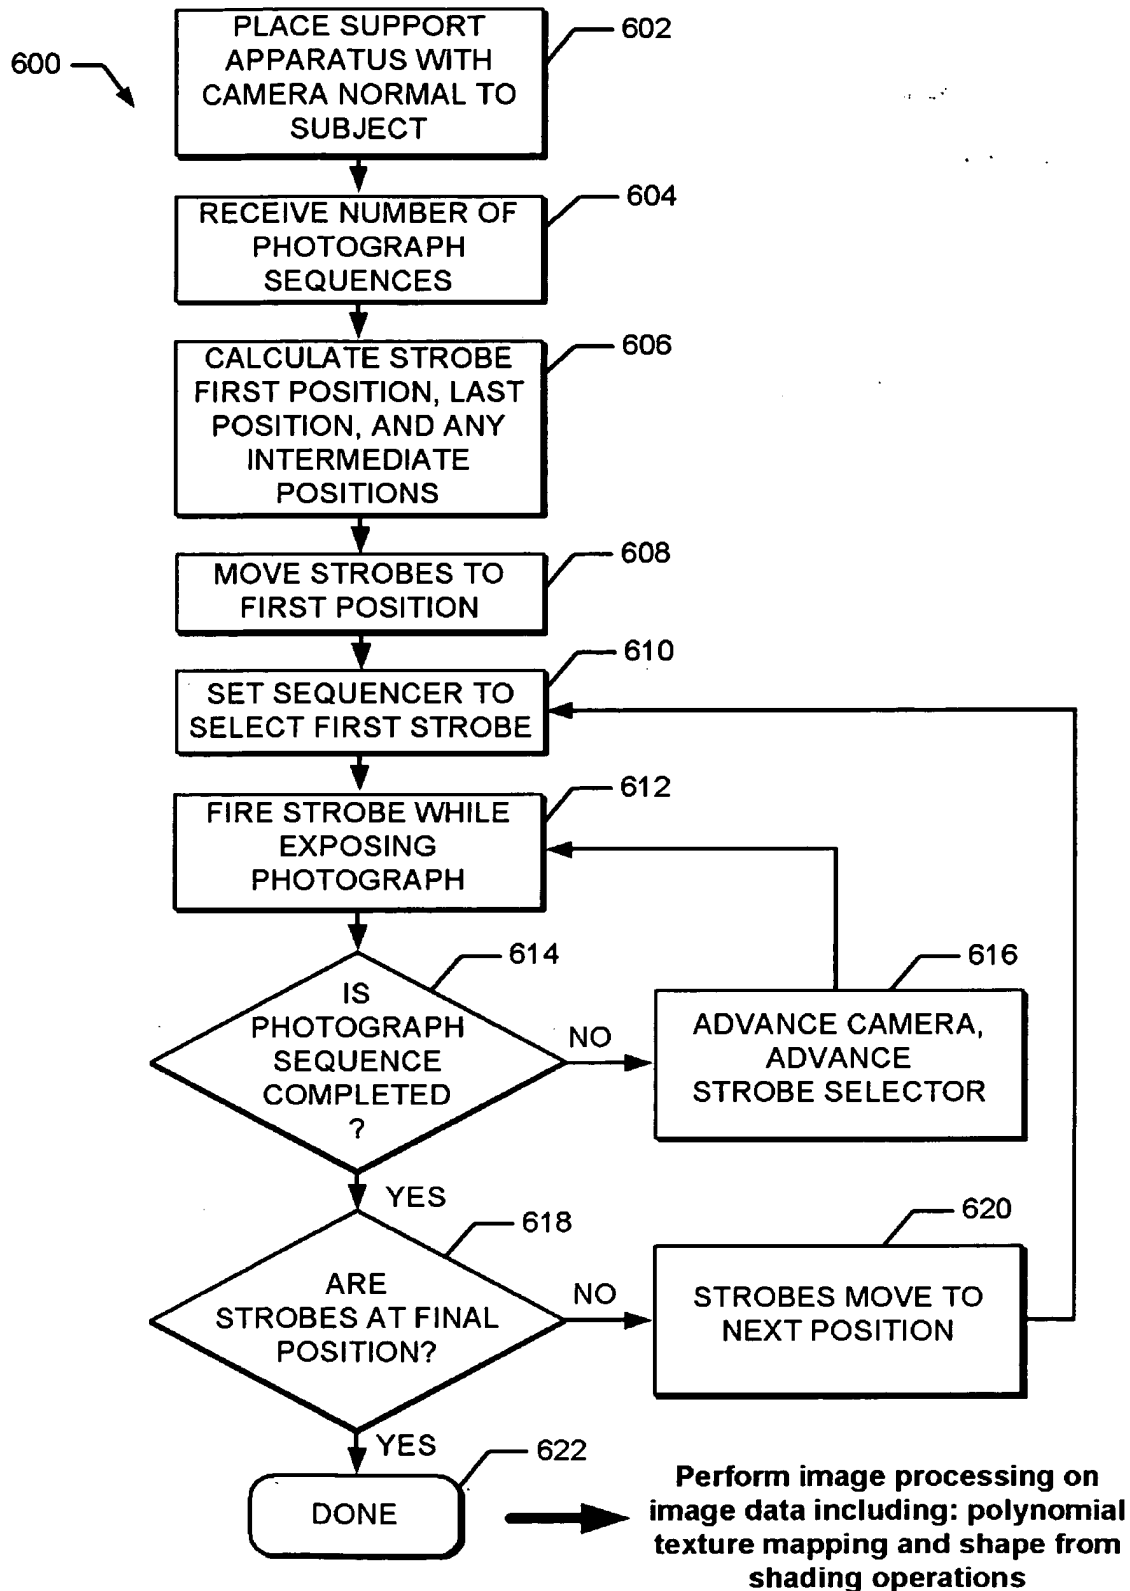 600
PLACE SUPPORT
APPARATUS WITH
CAMERA NORMAL TO
SUBJECT
602
RECEIVE NUMBER OF
PHOTOGRAPH
SEQUENCES
604
CALCULATE STROBE
FIRST POSITION, LAST
POSITION, AND ANY
INTERMEDIATE
POSITIONS
606
MOVE STROBES TO
FIRST POSITION
608
SET SEQUENCER TO
SELECT FIRST STROBE
610
FIRE STROBE WHILE
EXPOSING
PHOTOGRAPH
612
IS
PHOTOGRAPH
SEQUENCE
COMPLETED
?
614
NO
ADVANCE CAMERA,
ADVANCE
STROBE SELECTOR
616
YES
ARE
STROBES AT FINAL
POSITION?
618
NO
STROBES MOVE TO
NEXT POSITION
620
YES
DONE
622
Perform image processing on
image data including: polynomial
texture mapping and shape from
shading operations